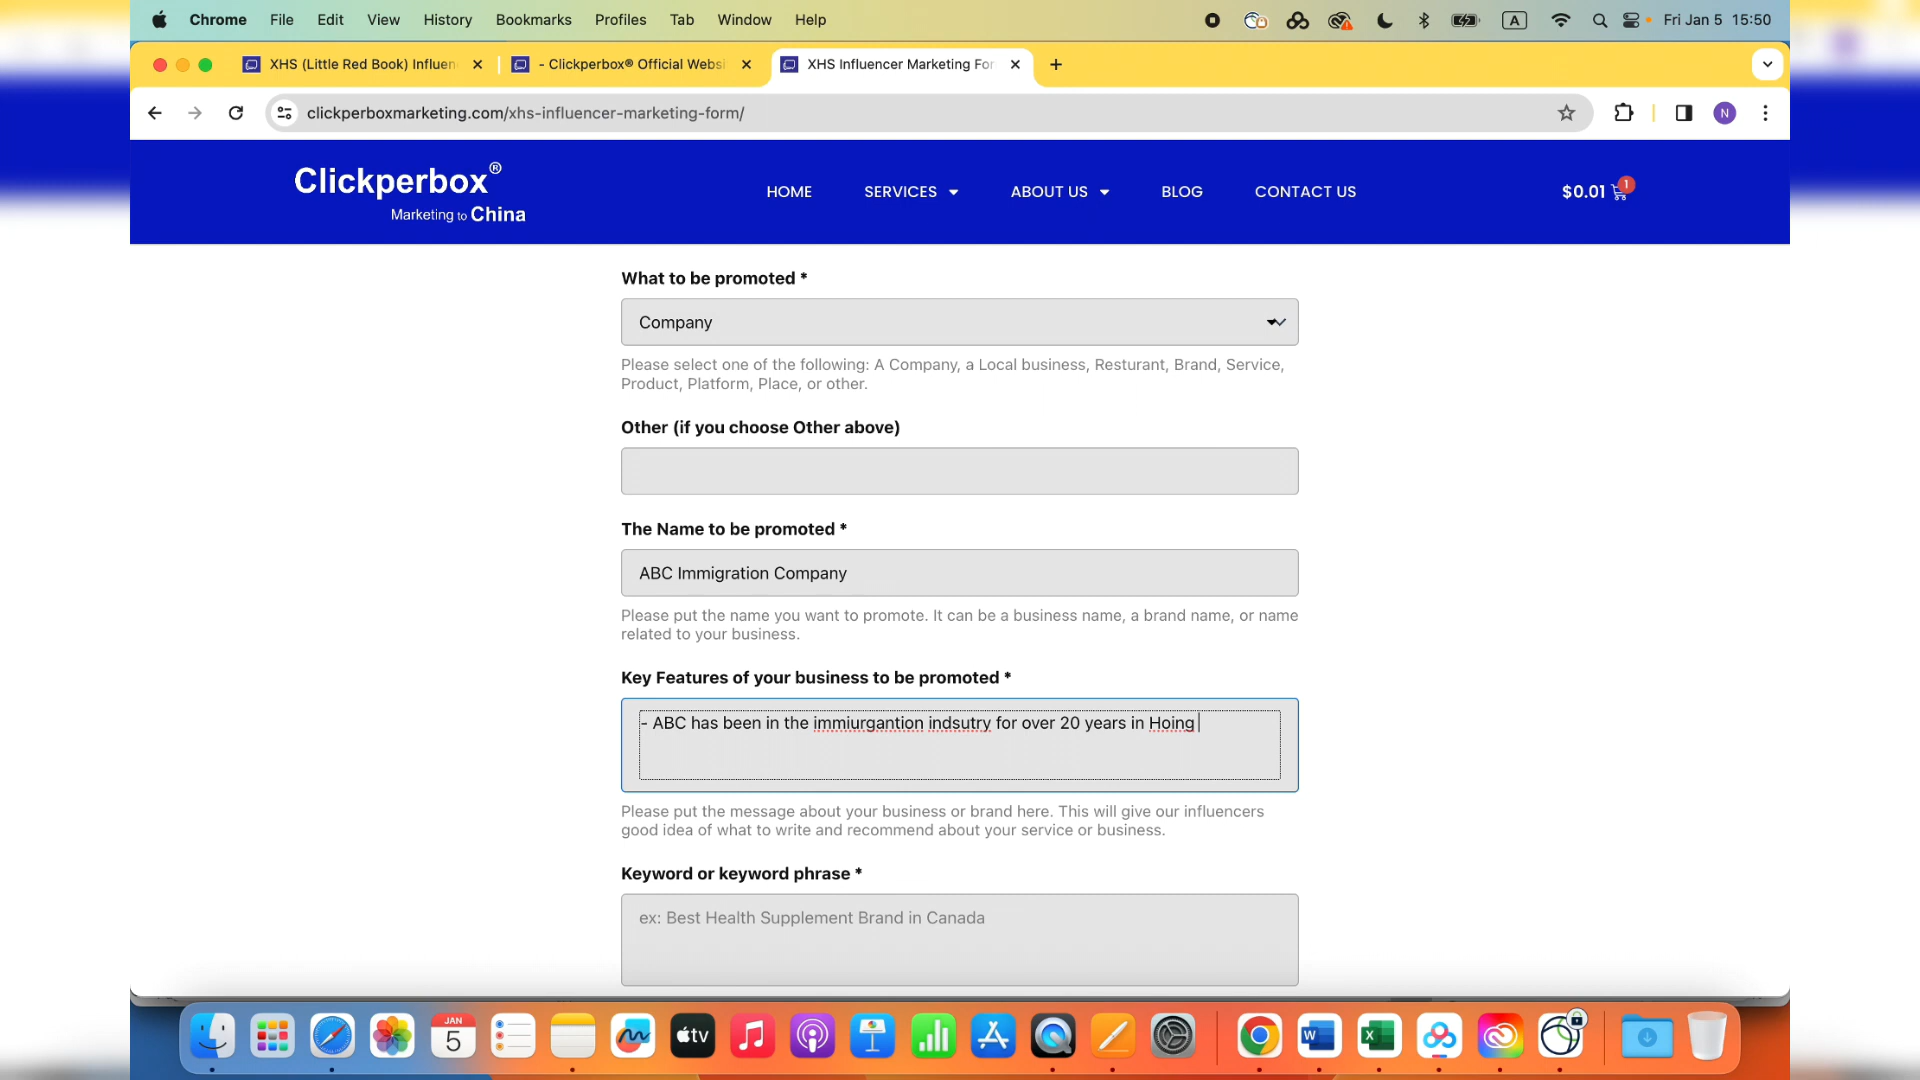 Chrome File Edit View History Bookmarks Profiles Tab Window Help A Fri Jan 5 15:50
XHS (Little Red Book) Influen - Clickperbox® Official Websi XHS Influencer Marketing For
clickperboxmarketing.com/xhs-influencer-marketing-form/ N
Clickperbox®
Marketing to China
HOME SERVICES ABOUT US BLOG CONTACT US $0.01 1
What to be promoted *
Company
Please select one of the following: A Company, a Local business, Resturant, Brand, Service,
Product, Platform, Place, or other.
Other (if you choose Other above)
The Name to be promoted *
ABC Immigration Company
Please put the name you want to promote. It can be a business name, a brand name, or name
related to your business.
Key Features of your business to be promoted *
- ABC has been in the immiurgantion indsutry for over 20 years in Hoing
Please put the message about your business or brand here. This will give our influencers
good idea of what to write and recommend about your service or business.
Keyword or keyword phrase *
ex: Best Health Supplement Brand in Canada
JAN
5
tv
W
X